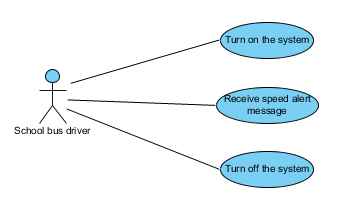 Turn on the system
Receive speed alert
message
School bus driver
Turn off the system